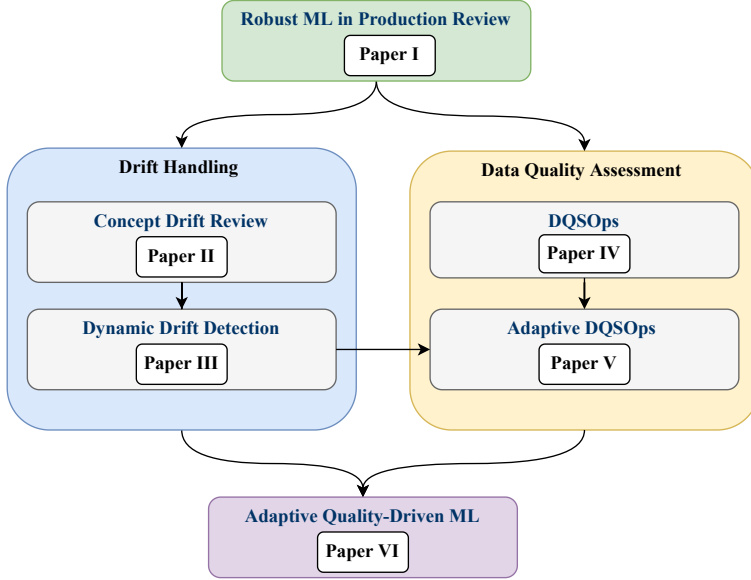 Robust ML in Production Review
Paper I
Drift Handling
Concept Drift Review
Paper II
Dynamic Drift Detection
Paper III
Data Quality Assessment
DQSOps
Paper IV
Adaptive DQSOps
Paper V
Adaptive Quality-Driven ML
Paper VI